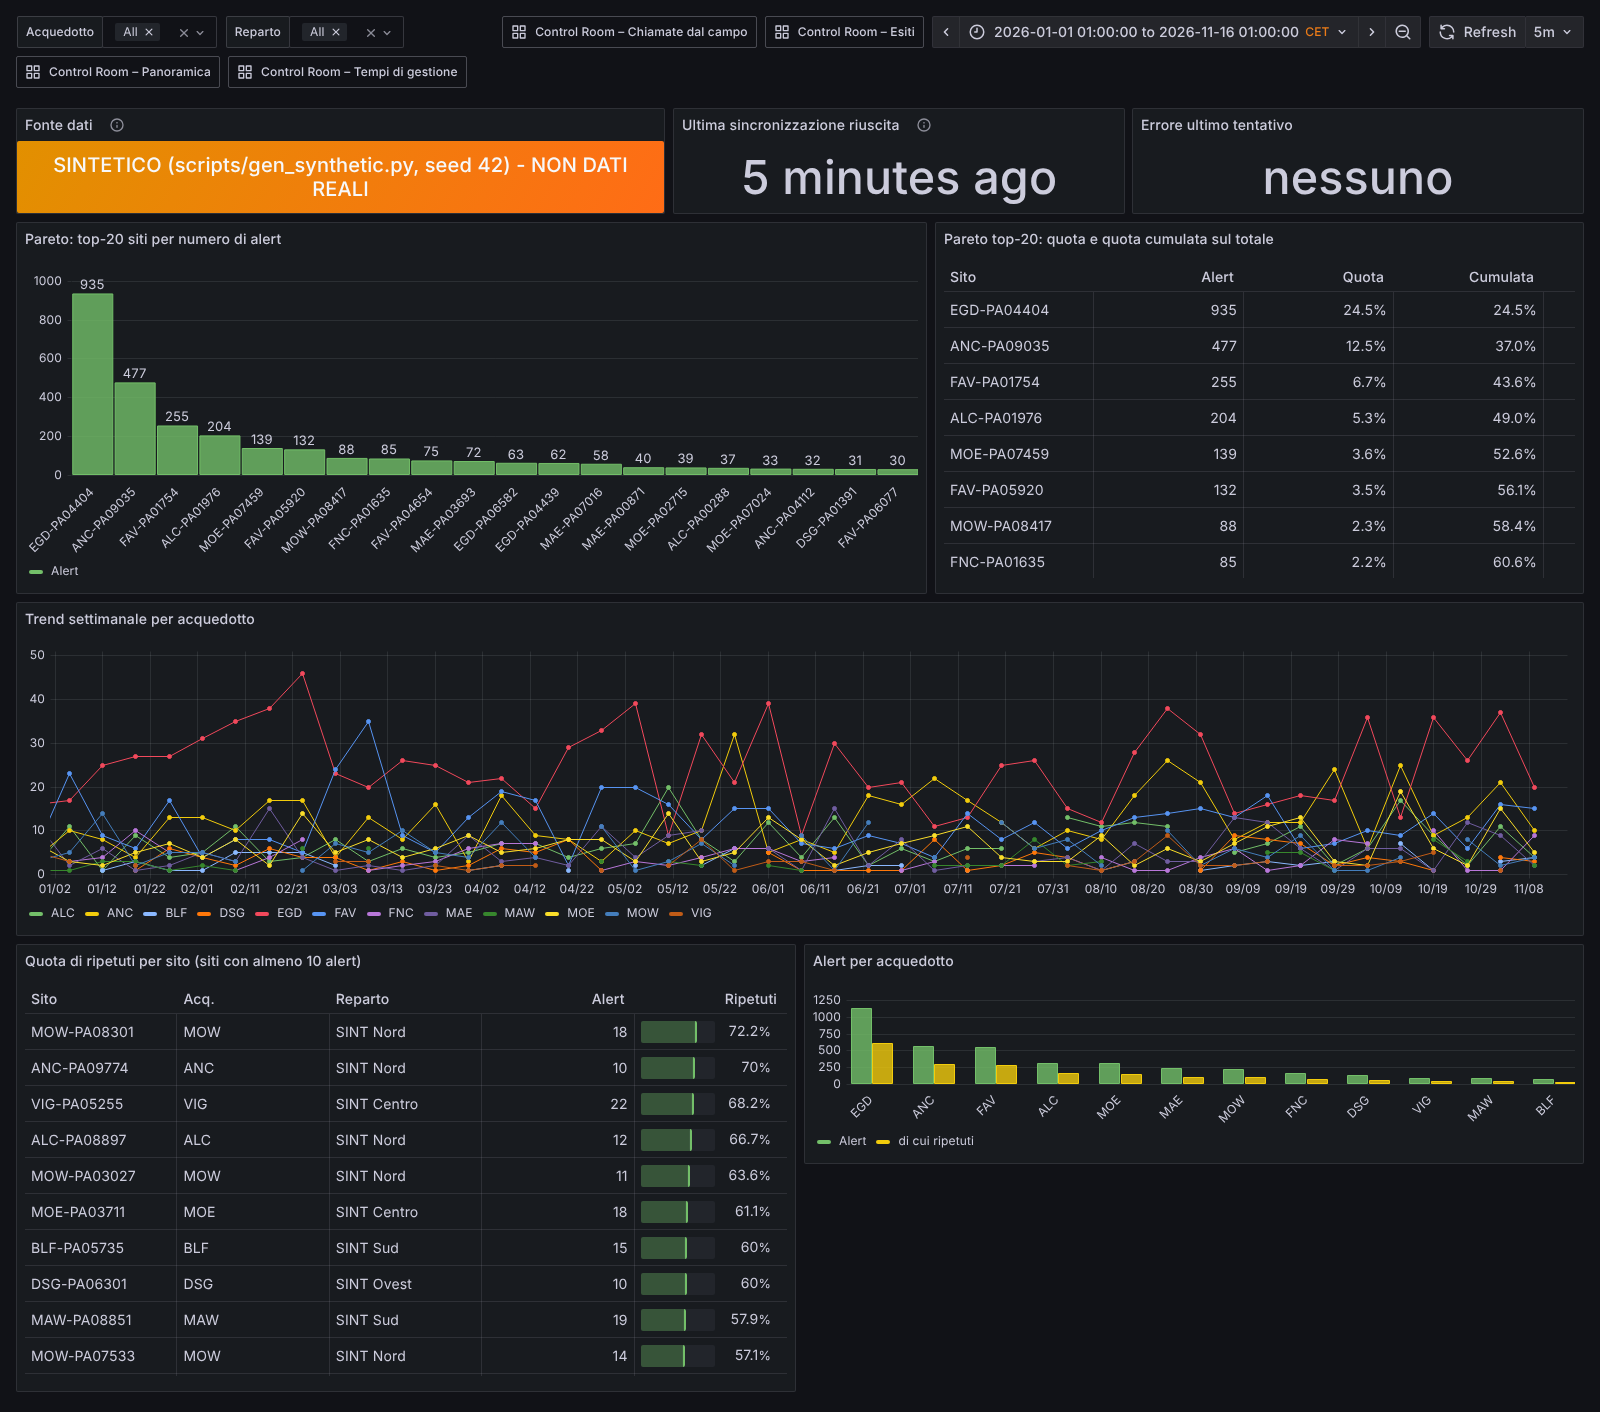 Acquedotto All × × Reparto All × ×
Control Room – Chiamate dal campo
Control Room – Esiti
2026-01-01 01:00:00 to 2026-11-16 01:00:00 CET
Refresh 5m
Control Room – Panoramica
Control Room – Tempi di gestione
Fonte dati
SINTETICO (scripts/gen_synthetic.py, seed 42) - NON DATI
REALI
Ultima sincronizzazione riuscita
5 minutes ago
Errore ultimo tentativo
nessuno
Pareto: top-20 siti per numero di alert
1000
800
600
400
200
0
935 477 255 204 139 132 88 85 75 72 63 62 58 40 39 37 33 32 31 30
EGD-PA04404 ANC-PA09035 FAV-PA01754 ALC-PA01976 MOE-PA07459 FAV-PA05920 MOW-PA08417 FNC-PA01635 FAV-PA04654 MAE-PA03693 EGD-PA06582 EGD-PA04439 MAE-PA07016 MAE-PA00871 MOE-PA02715 ALC-PA00288 MOE-PA07024 ANC-PA04112 DSG-PA01391 FAV-PA06077
Alert
Pareto top-20: quota e quota cumulata sul totale
Sito Alert Quota Cumulata
EGD-PA04404 935 24.5% 24.5%
ANC-PA09035 477 12.5% 37.0%
FAV-PA01754 255 6.7% 43.6%
ALC-PA01976 204 5.3% 49.0%
MOE-PA07459 139 3.6% 52.6%
FAV-PA05920 132 3.5% 56.1%
MOW-PA08417 88 2.3% 58.4%
FNC-PA01635 85 2.2% 60.6%
Trend settimanale per acquedotto
50
40
30
20
10
0
01/02 01/12 01/22 02/01 02/11 02/21 03/03 03/13 03/23 04/02 04/12 04/22 05/02 05/12 05/22 06/01 06/11 06/21 07/01 07/11 07/21 07/31 08/10 08/20 08/30 09/09 09/19 09/29 10/09 10/19 10/29 11/08
ALC ANC BLF DSG EGD FAV FNC MAE MAW MOE MOW VIG
Quota di ripetuti per sito (siti con almeno 10 alert)
Sito Acq. Reparto Alert Ripetuti
MOW-PA08301 MOW SINT Nord 18 72.2%
ANC-PA09774 ANC SINT Nord 10 70%
VIG-PA05255 VIG SINT Centro 22 68.2%
ALC-PA08897 ALC SINT Nord 12 66.7%
MOW-PA03027 MOW SINT Nord 11 63.6%
MOE-PA03711 MOE SINT Centro 18 61.1%
BLF-PA05735 BLF SINT Sud 15 60%
DSG-PA06301 DSG SINT Ovest 10 60%
MAW-PA08851 MAW SINT Sud 19 57.9%
MOW-PA07533 MOW SINT Nord 14 57.1%
Alert per acquedotto
1250
1000
750
500
250
0
EGD ANC FAV ALC MOE MAE MOW FNC DSG VIG MAW BLF
Alert di cui ripetuti